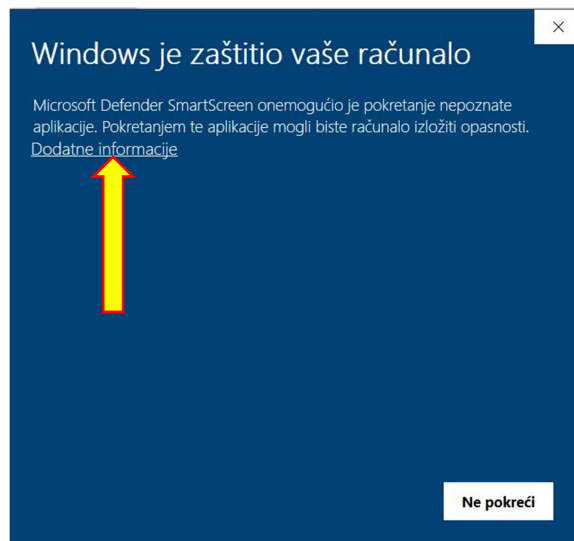 Windows je zaštitio vaše računalo
Microsoft Defender SmartScreen onemogućio je pokretanje nepoznate
aplikacije. Pokretanjem te aplikacije mogli biste računalo izložiti opasnosti.
Dodatne informacije
Ne pokreći